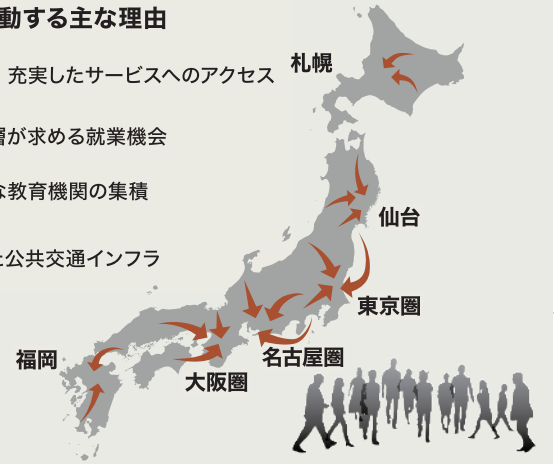 動する主な理由
充実したサービスへのアクセス
層が求める就業機会
な教育機関の集積
公共交通インフラ
札幌
仙台
東京圏
名古屋圏
大阪圏
福岡